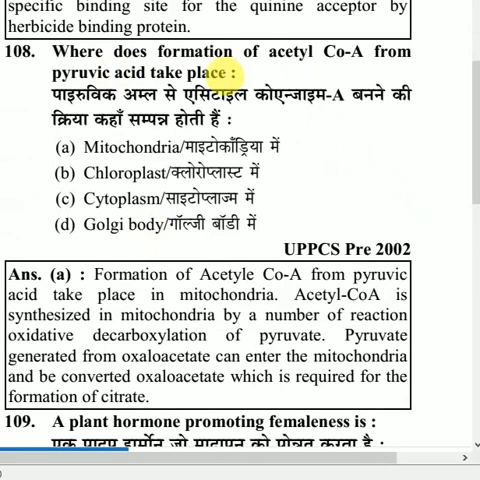 specific binding site for the quinine acceptor by
herbicide binding protein.
108. Where does formation of acetyl Co-A from
pyruvic acid take place :
पाइरुविक अम्ल से एसिटाइल कोएन्जाइम-A बनने की
क्रिया कहाँ सम्पन्न होती हैं :
(a) Mitochondria/माइटोकाँड्रिया में
(b) Chloroplast/क्लोरोप्लास्ट में
(c) Cytoplasm/साइटोप्लाज्म में
(d) Golgi body/गॉल्जी बॉडी में
UPPCS Pre 2002
Ans. (a) : Formation of Acetyle Co-A from pyruvic
acid take place in mitochondria. Acetyl-CoA is
synthesized in mitochondria by a number of reaction
oxidative decarboxylation of pyruvate. Pyruvate
generated from oxaloacetate can enter the mitochondria
and be converted oxaloacetate which is required for the
formation of citrate.
109. A plant hormone promoting femaleness is :
एक पादप हार्मोन जो मादापन को प्रोन्नत करता है :